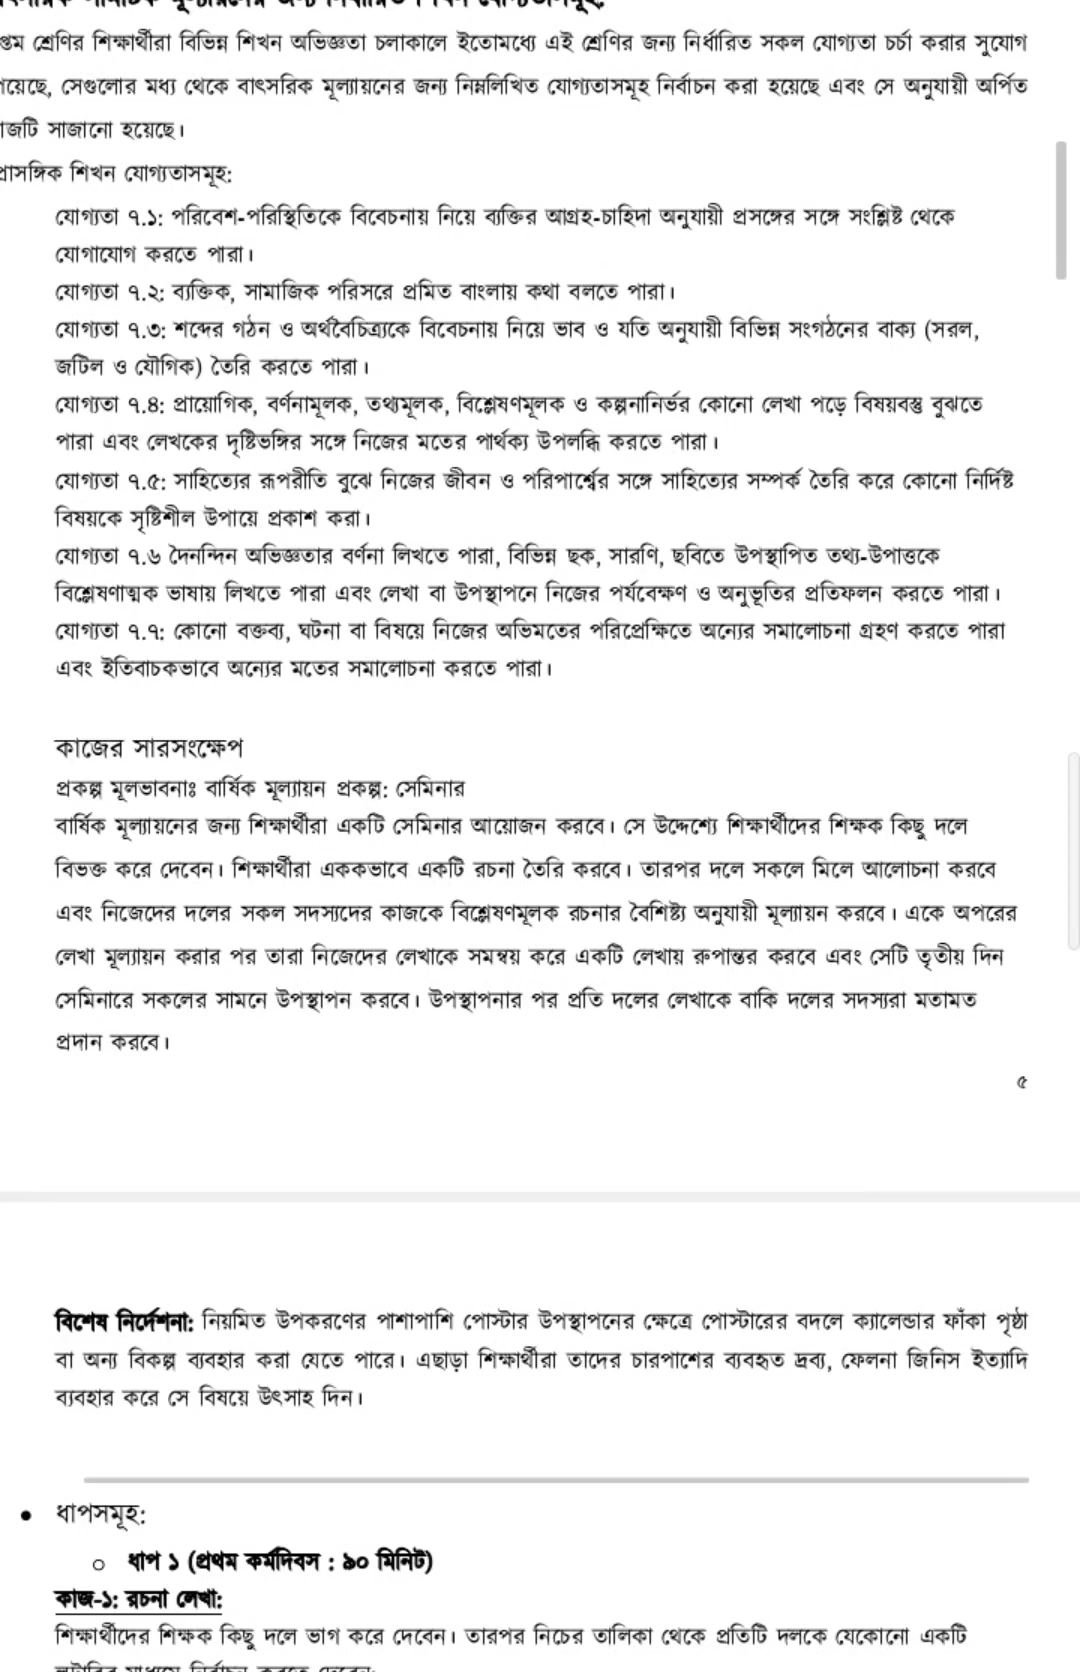 প্তম শ্রেণির শিক্ষার্থীরা বিভিন্ন শিখন অভিজ্ঞতা চলাকালে ইতোমধ্যে এই শ্রেণির জন্য নির্ধারিত সকল যোগ্যতা চর্চা করার সুযোগ
পয়েছে, সেগুলোর মধ্য থেকে বাৎসরিক মূল্যায়নের জন্য নিম্নলিখিত যোগ্যতাসমূহ নির্বাচন করা হয়েছে এবং সে অনুযায়ী অর্পিত
াজটি সাজানো হয়েছে।
প্রাসঙ্গিক শিখন যোগ্যতাসমূহ:
যোগ্যতা ৭.১: পরিবেশ-পরিস্থিতিকে বিবেচনায় নিয়ে ব্যক্তির আগ্রহ-চাহিদা অনুযায়ী প্রসঙ্গের সঙ্গে সংশ্লিষ্ট থেকে
যোগাযোগ করতে পারা।
যোগ্যতা ৭.২: ব্যক্তিক, সামাজিক পরিসরে প্রমিত বাংলায় কথা বলতে পারা।
যোগ্যতা ৭.৩: শব্দের গঠন ও অর্থবৈচিত্র্যকে বিবেচনায় নিয়ে ভাব ও যতি অনুযায়ী বিভিন্ন সংগঠনের বাক্য (সরল,
জটিল ও যৌগিক) তৈরি করতে পারা।
যোগ্যতা ৭.৪: প্রায়োগিক, বর্ণনামূলক, তথ্যমূলক, বিশ্লেষণমূলক ও কল্পনানির্ভর কোনো লেখা পড়ে বিষয়বস্তু বুঝতে
পারা এবং লেখকের দৃষ্টিভঙ্গির সঙ্গে নিজের মতের পার্থক্য উপলব্ধি করতে পারা।
যোগ্যতা ৭.৫: সাহিত্যের রূপরীতি বুঝে নিজের জীবন ও পরিপার্শ্বের সঙ্গে সাহিত্যের সম্পর্ক তৈরি করে কোনো নির্দিষ্ট
বিষয়কে সৃষ্টিশীল উপায়ে প্রকাশ করা।
যোগ্যতা ৭.৬ দৈনন্দিন অভিজ্ঞতার বর্ণনা লিখতে পারা, বিভিন্ন ছক, সারণি, ছবিতে উপস্থাপিত তথ্য-উপাত্তকে
বিশ্লেষণাত্মক ভাষায় লিখতে পারা এবং লেখা বা উপস্থাপনে নিজের পর্যবেক্ষণ ও অনুভূতির প্রতিফলন করতে পারা।
যোগ্যতা ৭.৭: কোনো বক্তব্য, ঘটনা বা বিষয়ে নিজের অভিমতের পরিপ্রেক্ষিতে অন্যের সমালোচনা গ্রহণ করতে পারা
এবং ইতিবাচকভাবে অন্যের মতের সমালোচনা করতে পারা।
কাজের সারসংক্ষেপ
প্রকল্প মূলভাবনাঃ বার্ষিক মূল্যায়ন প্রকল্প: সেমিনার
বার্ষিক মূল্যায়নের জন্য শিক্ষার্থীরা একটি সেমিনার আয়োজন করবে। সে উদ্দেশ্যে শিক্ষার্থীদের শিক্ষক কিছু দলে
বিভক্ত করে দেবেন। শিক্ষার্থীরা এককভাবে একটি রচনা তৈরি করবে। তারপর দলে সকলে মিলে আলোচনা করবে
এবং নিজেদের দলের সকল সদস্যদের কাজকে বিশ্লেষণমূলক রচনার বৈশিষ্ট্য অনুযায়ী মূল্যায়ন করবে। একে অপরের
লেখা মূল্যায়ন করার পর তারা নিজেদের লেখাকে সমন্বয় করে একটি লেখায় রুপান্তর করবে এবং সেটি তৃতীয় দিন
সেমিনারে সকলের সামনে উপস্থাপন করবে। উপস্থাপনার পর প্রতি দলের লেখাকে বাকি দলের সদস্যরা মতামত
প্রদান করবে।
৫
বিশেষ নির্দেশনা: নিয়মিত উপকরণের পাশাপাশি পোস্টার উপস্থাপনের ক্ষেত্রে পোস্টারের বদলে ক্যালেন্ডার ফাঁকা পৃষ্ঠা
বা অন্য বিকল্প ব্যবহার করা যেতে পারে। এছাড়া শিক্ষার্থীরা তাদের চারপাশের ব্যবহৃত দ্রব্য, ফেলনা জিনিস ইত্যাদি
ব্যবহার করে সে বিষয়ে উৎসাহ দিন।
• ধাপসমূহ:
○ ধাপ ১ (প্রথম কর্মদিবস : ৯০ মিনিট)
কাজ-১: রচনা লেখা:
শিক্ষার্থীদের শিক্ষক কিছু দলে ভাগ করে দেবেন। তারপর নিচের তালিকা থেকে প্রতিটি দলকে যেকোনো একটি